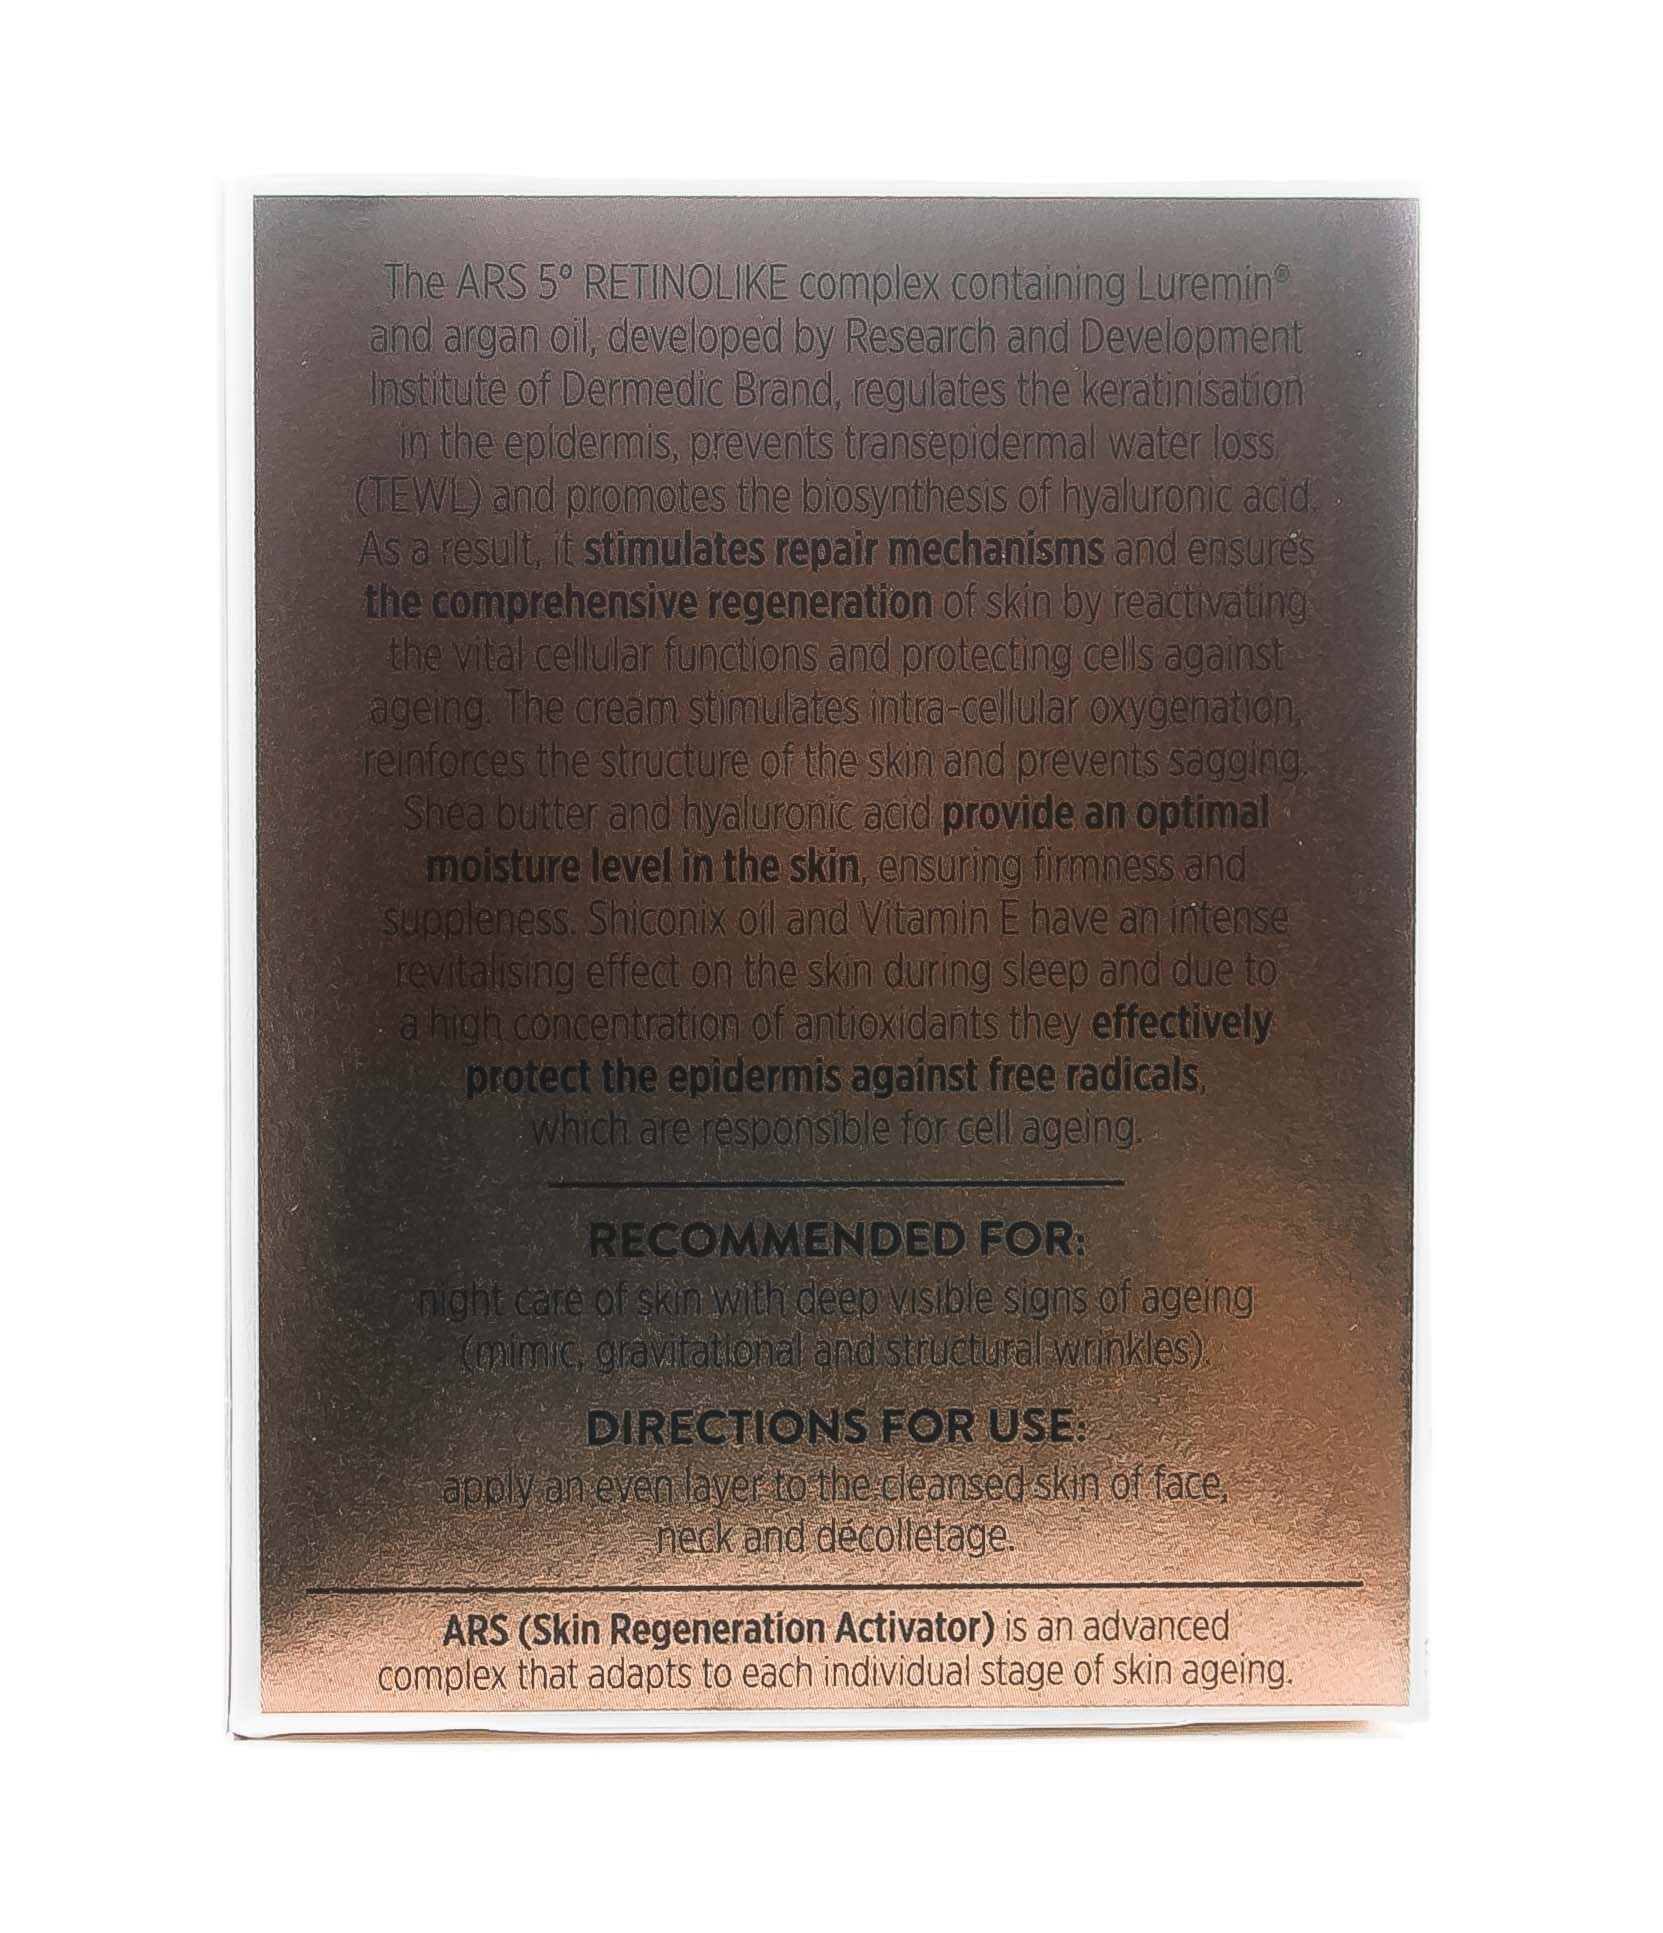 The ARS 5° RETINOLIKE complex containing Luremin®
and argan oil, developed by Research and Development
Institute of Dermedic Brand, regulates the keratinisation
in the epidermis, prevents transepidermal water loss
(TEWL) and promotes the biosynthesis of hyaluronic acid.
As a result, it stimulates repair mechanisms and ensures
the comprehensive regeneration of skin by reactivating
the vital cellular functions and protecting cells against
ageing. The cream stimulates intra-cellular oxygenation,
reinforces the structure of the skin and prevents sagging.
Shea butter and hyaluronic acid provide an optimal
moisture level in the skin, ensuring firmness and
suppleness. Shiconix oil and Vitamin E have an intense
revitalising effect on the skin during sleep and due to
a high concentration of antioxidants they effectively
protect the epidermis against free radicals,
which are responsible for cell ageing.
RECOMMENDED FOR:
night care of skin with deep visible signs of ageing
(mimic, gravitational and structural wrinkles).
DIRECTIONS FOR USE:
apply an even layer to the cleansed skin of face,
neck and décolletage.
ARS (Skin Regeneration Activator) is an advanced
complex that adapts to each individual stage of skin ageing.